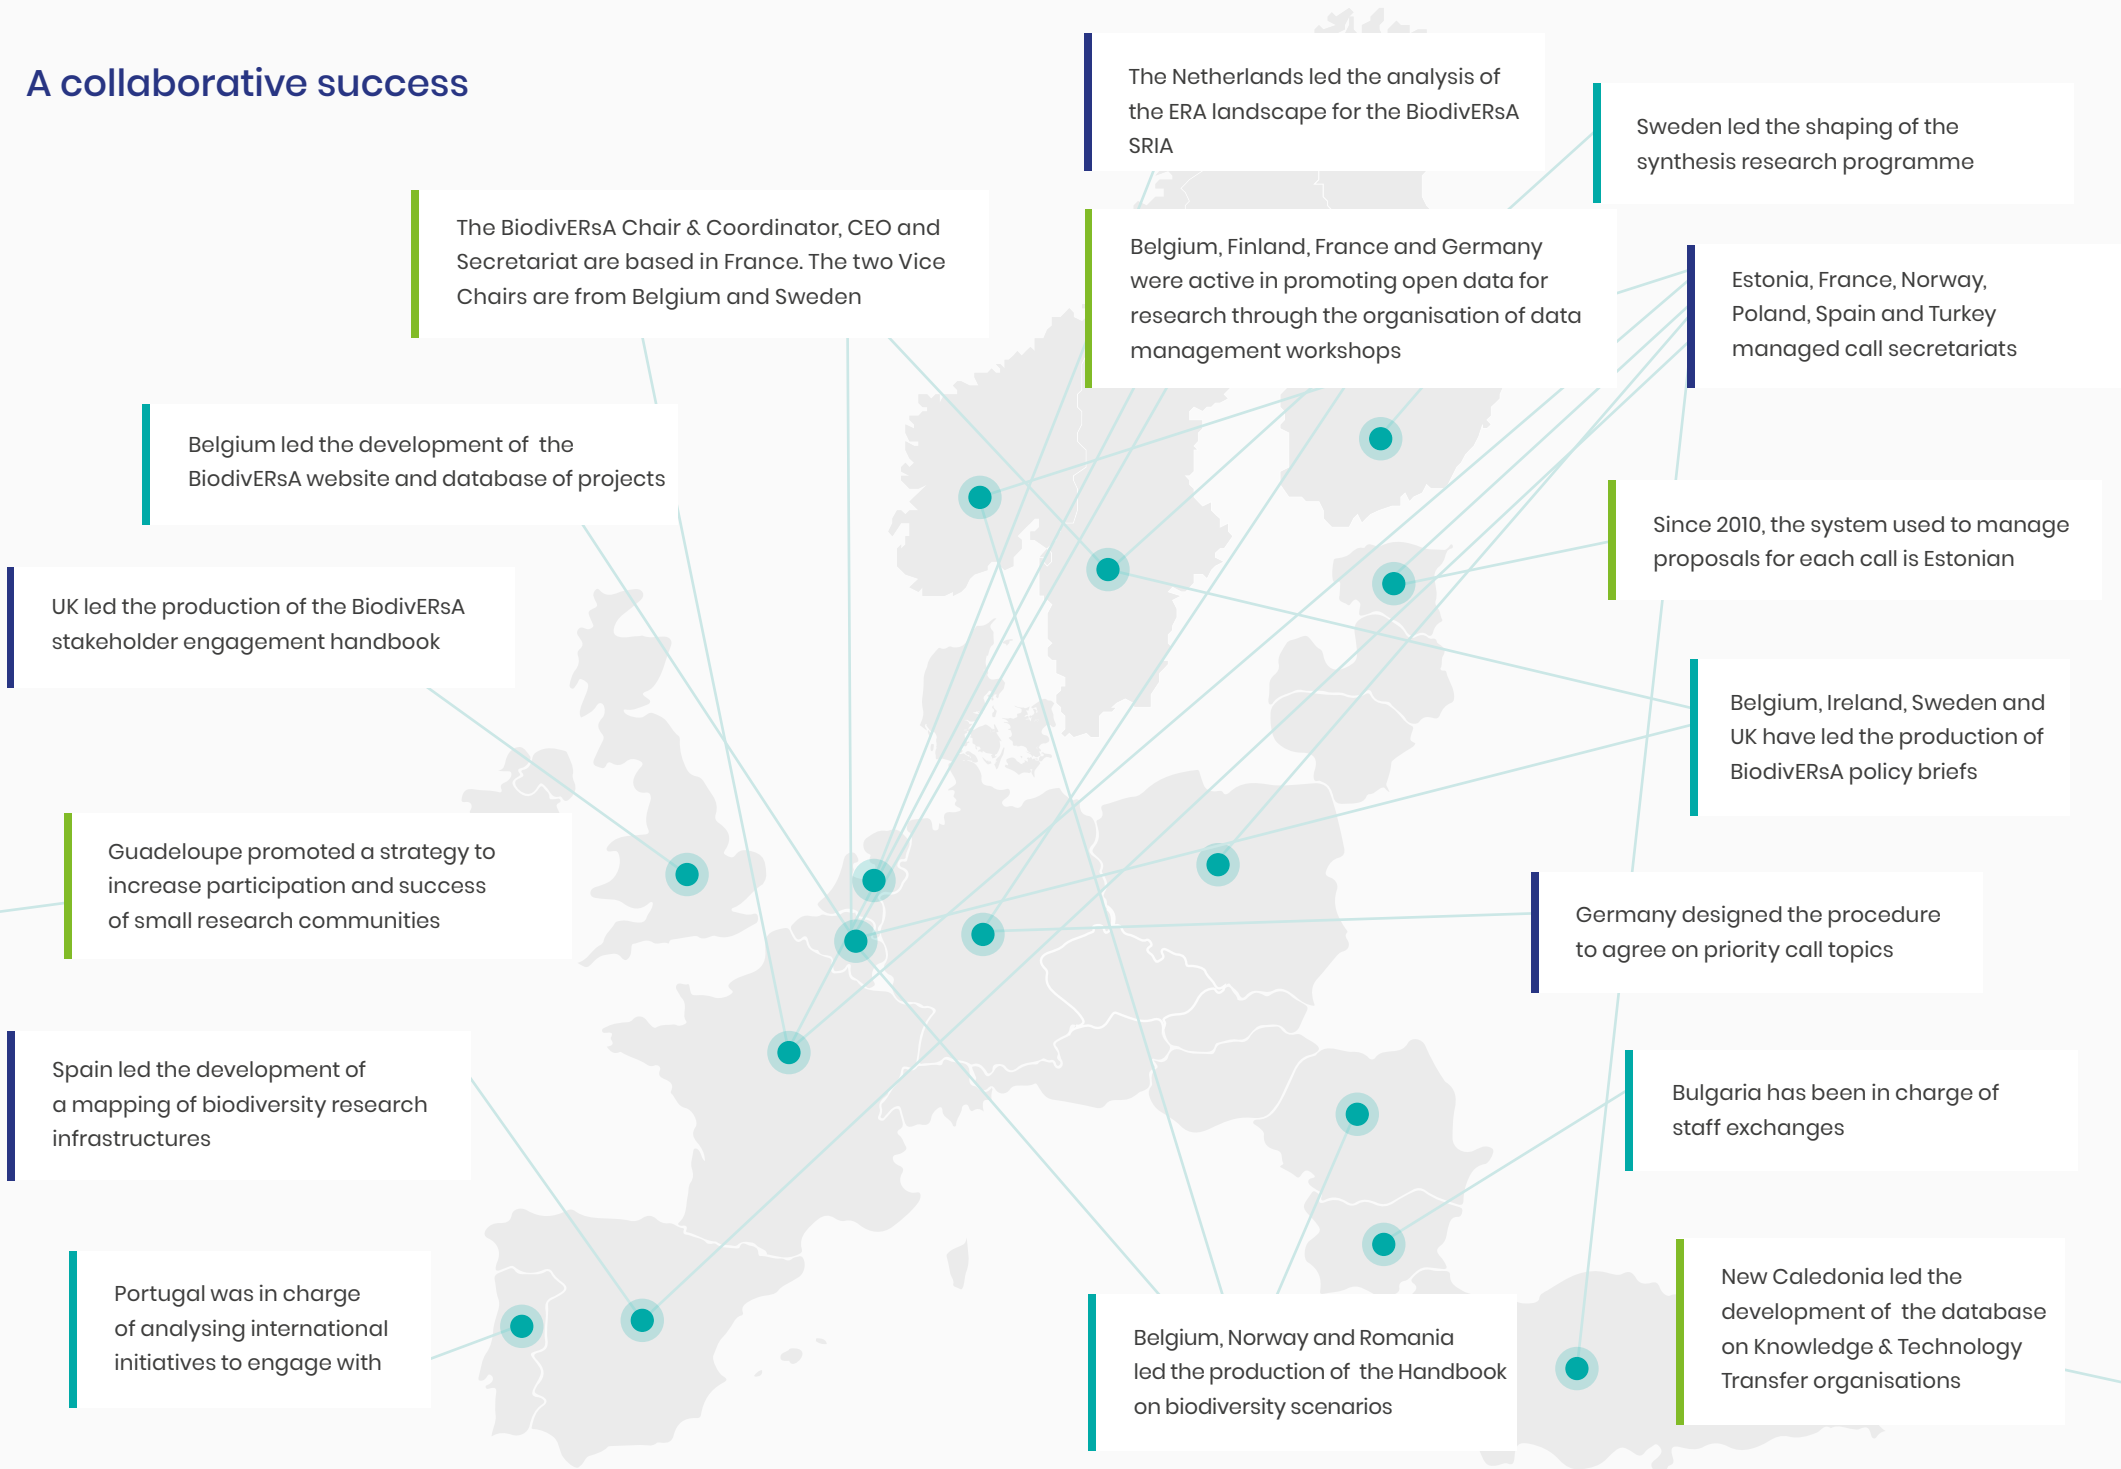 A collaborative success
The Netherlands led the analysis of
the ERA landscape for the BiodivERsA
SRIA
Sweden led the shaping of the
synthesis research programme
The BiodivERsA Chair & Coordinator, CEO and
Secretariat are based in France. The two Vice
Chairs are from Belgium and Sweden
Belgium, Finland, France and Germany
were active in promoting open data for
research through the organisation of data
management workshops
Estonia, France, Norway,
Poland, Spain and Turkey
managed call secretariats
Belgium led the development of the
BiodivERsA website and database of projects
Since 2010, the system used to manage
proposals for each call is Estonian
UK led the production of the BiodivERsA
stakeholder engagement handbook
Belgium, Ireland, Sweden and
UK have led the production of
BiodivERsA policy briefs
Guadeloupe promoted a strategy to
increase participation and success
of small research communities
Germany designed the procedure
to agree on priority call topics
Spain led the development of
a mapping of biodiversity research
infrastructures
Bulgaria has been in charge of
staff exchanges
Portugal was in charge
of analysing international
initiatives to engage with
Belgium, Norway and Romania
led the production of the Handbook
on biodiversity scenarios
New Caledonia led the
development of the database
on Knowledge & Technology
Transfer organisations